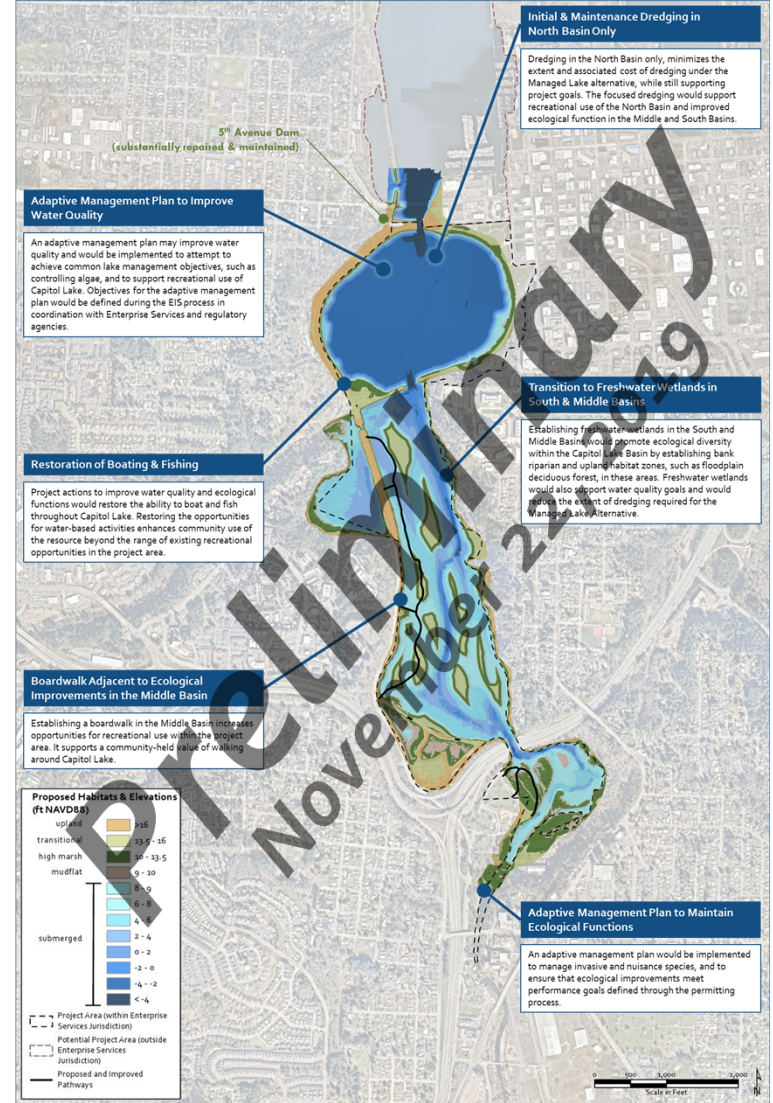 Initial & Maintenance Dredging in
North Basin Only
Dredging in the North Basin only, minimizes the
extent and associated cost of dredging under the
Managed Lake alternative, while still supporting
project goals. The focused dredging would support
recreational use of the North Basin and improved
ecological function in the Middle and South Basins.
5th Avenue Dam
(substantially repaired & maintained)
Adaptive Management Plan to Improve
Water Quality
An adaptive management plan may improve water
quality and would be implemented to attempt to
achieve common lake management objectives, such as
controlling algae, and to support recreational use of
Capitol Lake. Objectives for the adaptive management
plan would be defined during the EIS process in
coordination with Enterprise Services and regulatory
agencies.
Transition to Freshwater Wetlands in
South & Middle Basins
Establishing freshwater wetlands in the South and
Middle Basins would promote ecological diversity
within the Capitol Lake Basin by establishing bank
riparian and upland habitat zones, such as floodplain
deciduous forest, in these areas. Freshwater wetlands
would also support water quality goals and would
reduce the extent of dredging required for the
Managed Lake Alternative.
Restoration of Boating & Fishing
Project actions to improve water quality and ecological
functions would restore the ability to boat and fish
throughout Capitol Lake. Restoring the opportunities
for water-based activities enhances community use of
the resource beyond the range of existing recreational
opportunities in the project area.
Boardwalk Adjacent to Ecological
Improvements in the Middle Basin
Establishing a boardwalk in the Middle Basin increases
opportunities for recreational use within the project
area. It supports a community-held value of walking
around Capitol Lake.
Preliminary
November 22, 2019
Proposed Habitats & Elevations
(ft NAVD88)
upland >16
transitional 13.5 - 16
high marsh 10 - 13.5
mudflat 9 - 10
8 - 9
6 - 8
4 - 6
submerged 2 - 4
0 - 2
-2 - 0
-4 - -2
< -4
Project Area (within Enterprise
Services Jurisdiction)
Potential Project Area (outside
Enterprise Services
Jurisdiction)
Proposed and Improved
Pathways
Adaptive Management Plan to Maintain
Ecological Functions
An adaptive management plan would be implemented
to manage invasive and nuisance species, and to
ensure that ecological improvements meet
performance goals defined through the permitting
process.
0 500 1,000 2,000
Scale in Feet
N